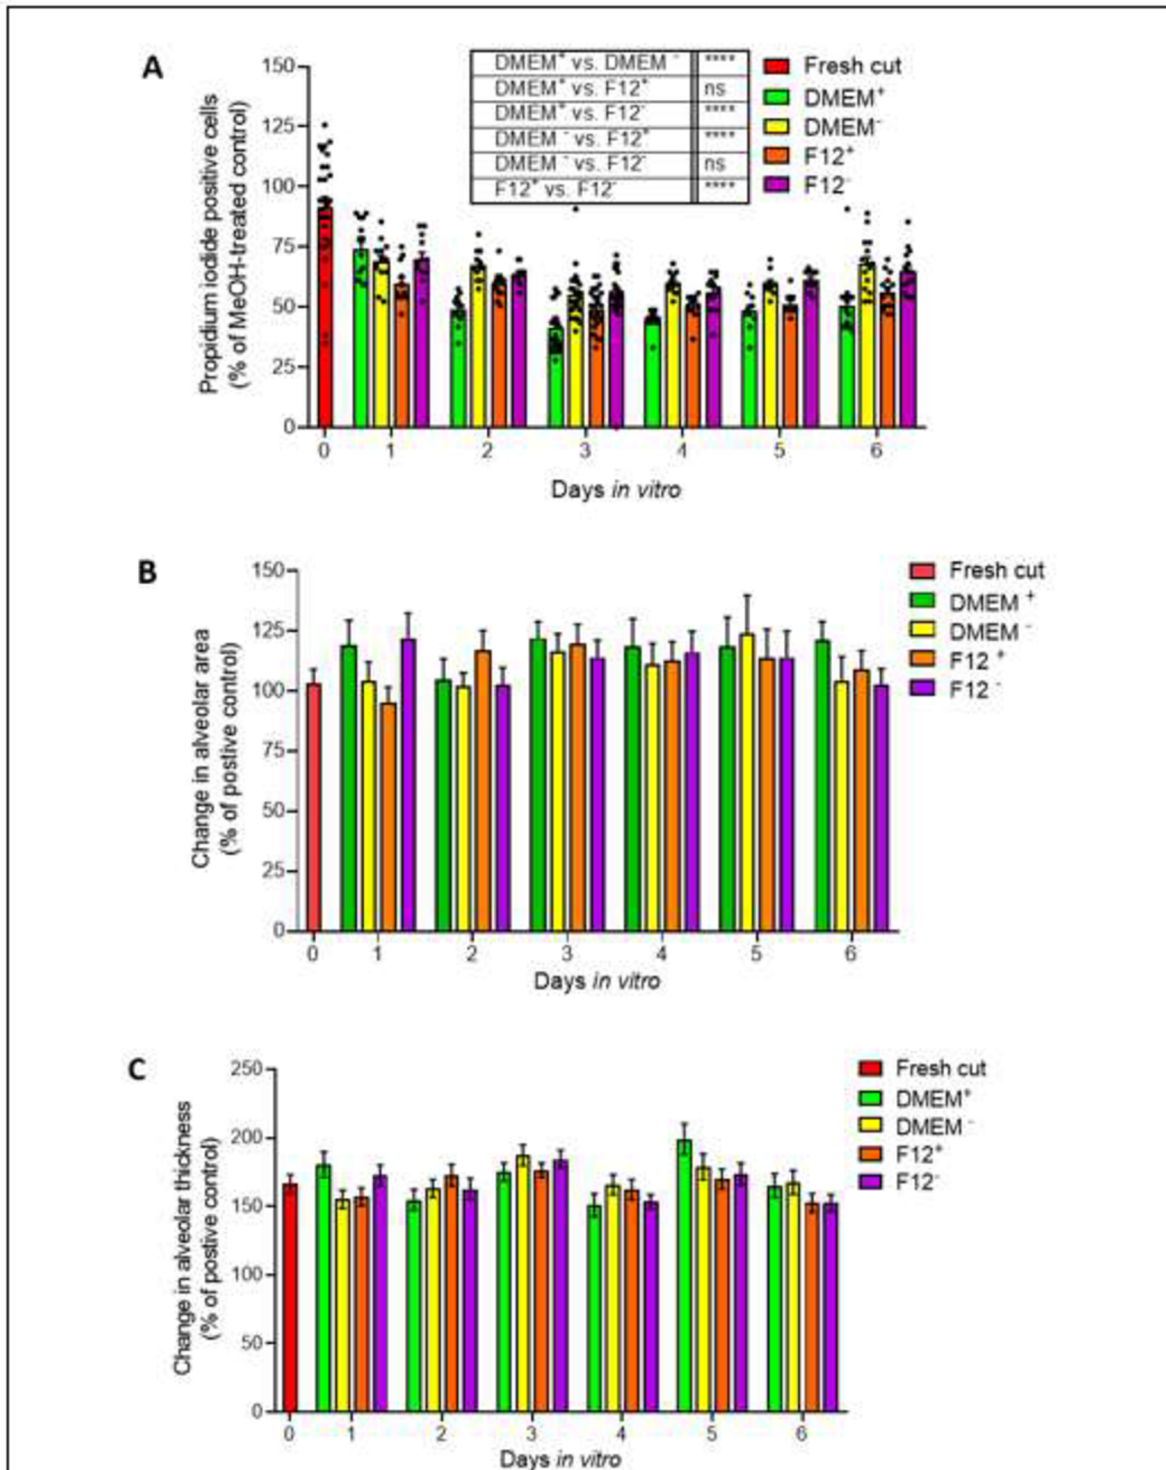 A
Propidium iodide positive cells
(% of MeOH-treated control)
150
125
100
75
50
25
0
DMEM⁺ vs. DMEM ⁻ ****
DMEM⁺ vs. F12⁺ ns
DMEM⁺ vs. F12⁻ ****
DMEM ⁻ vs. F12⁺ ****
DMEM ⁻ vs. F12⁻ ns
F12⁺ vs. F12⁻ ****
Fresh cut
DMEM⁺
DMEM⁻
F12⁺
F12⁻
0 1 2 3 4 5 6
Days in vitro
B
Change in alveolar area
(% of postive control)
150
125
100
75
50
25
0
Fresh cut
DMEM ⁺
DMEM ⁻
F12 ⁺
F12 ⁻
0 1 2 3 4 5 6
Days in vitro
C
Change in alveolar thickness
(% of postive control)
250
200
150
100
50
0
Fresh cut
DMEM⁺
DMEM ⁻
F12⁺
F12⁻
0 1 2 3 4 5 6
Days in vitro